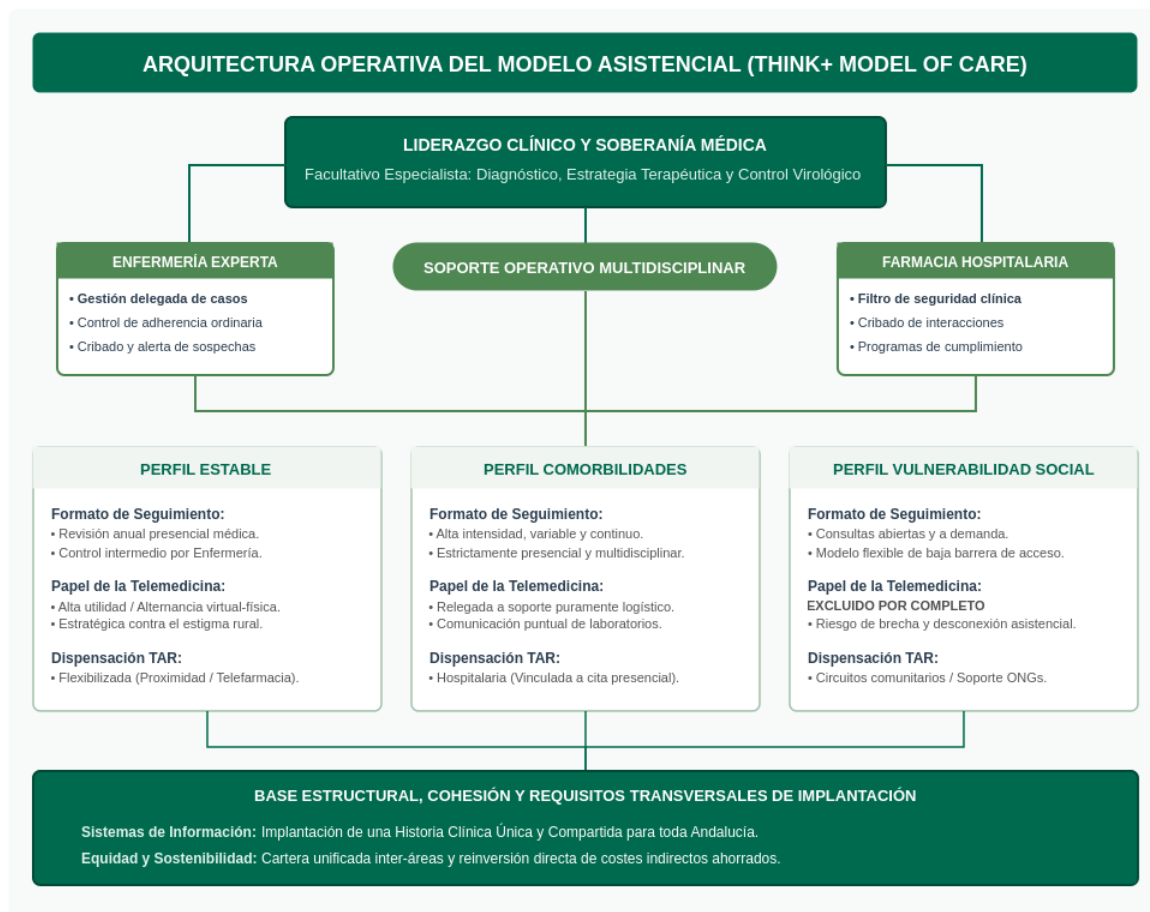 ARQUITECTURA OPERATIVA DEL MODELO ASISTENCIAL (THINK+ MODEL OF CARE)
LIDERAZGO CLÍNICO Y SOBERANÍA MÉDICA
Facultativo Especialista: Diagnóstico, Estrategia Terapéutica y Control Virológico
ENFERMERÍA EXPERTA
• Gestión delegada de casos
• Control de adherencia ordinaria
• Cribado y alerta de sospechas
SOPORTE OPERATIVO MULTIDISCIPLINAR
FARMACIA HOSPITALARIA
• Filtro de seguridad clínica
• Cribado de interacciones
• Programas de cumplimiento
PERFIL ESTABLE
Formato de Seguimiento:
• Revisión anual presencial médica.
• Control intermedio por Enfermería.
Papel de la Telemedicina:
• Alta utilidad / Alternancia virtual-física.
• Estratégica contra el estigma rural.
Dispensación TAR:
• Flexibilizada (Proximidad / Telefarmacia).
PERFIL COMORBILIDADES
Formato de Seguimiento:
• Alta intensidad, variable y continuo.
• Estrictamente presencial y multidisciplinar.
Papel de la Telemedicina:
• Relegada a soporte puramente logístico.
• Comunicación puntual de laboratorios.
Dispensación TAR:
• Hospitalaria (Vinculada a cita presencial).
PERFIL VULNERABILIDAD SOCIAL
Formato de Seguimiento:
• Consultas abiertas y a demanda.
• Modelo flexible de baja barrera de acceso.
Papel de la Telemedicina:
EXCLUIDO POR COMPLETO
• Riesgo de brecha y desconexión asistencial.
Dispensación TAR:
• Circuitos comunitarios / Soporte ONGs.
BASE ESTRUCTURAL, COHESIÓN Y REQUISITOS TRANSVERSALES DE IMPLANTACIÓN
Sistemas de Información: Implantación de una Historia Clínica Única y Compartida para toda Andalucía.
Equidad y Sostenibilidad: Cartera unificada inter-áreas y reinversión directa de costes indirectos ahorrados.